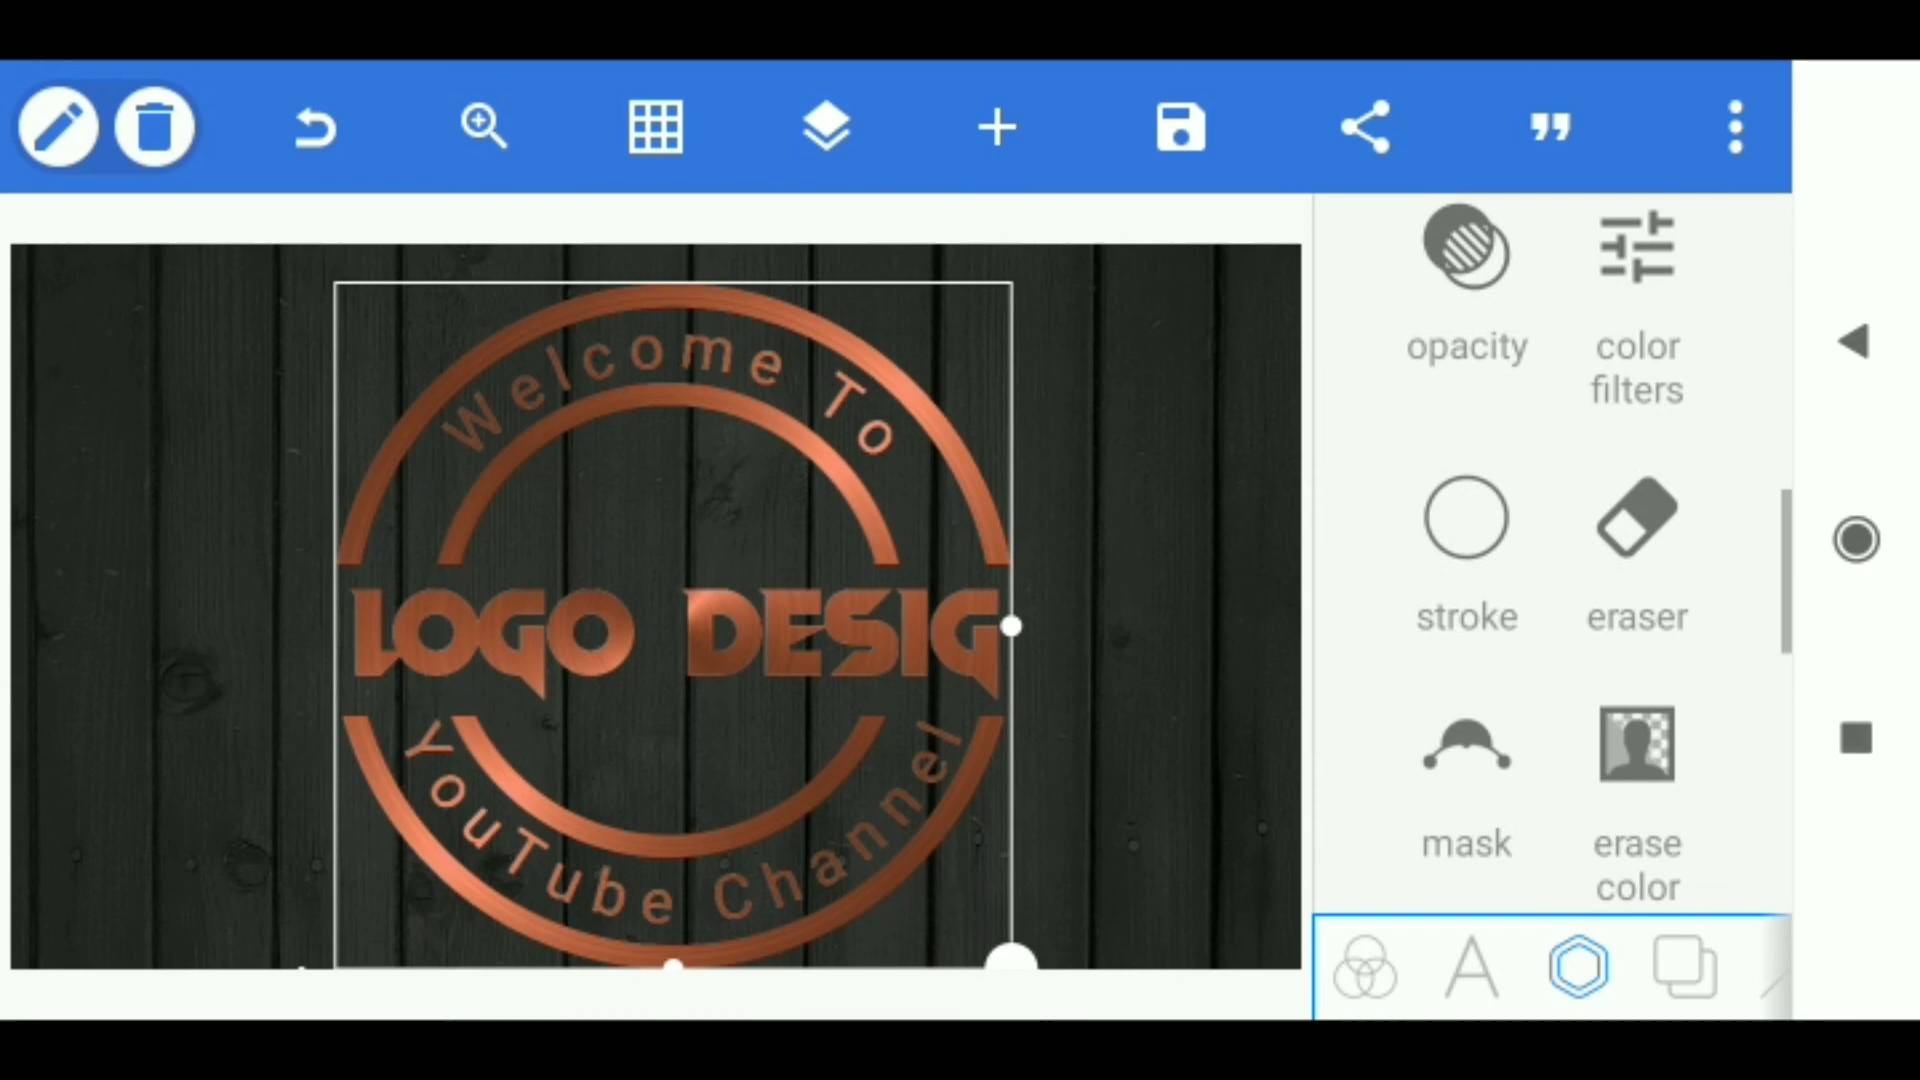 opacity
color
filters
Welcome To
LOGO DESIG
stroke
eraser
YouTube Channel
mask
erase
color